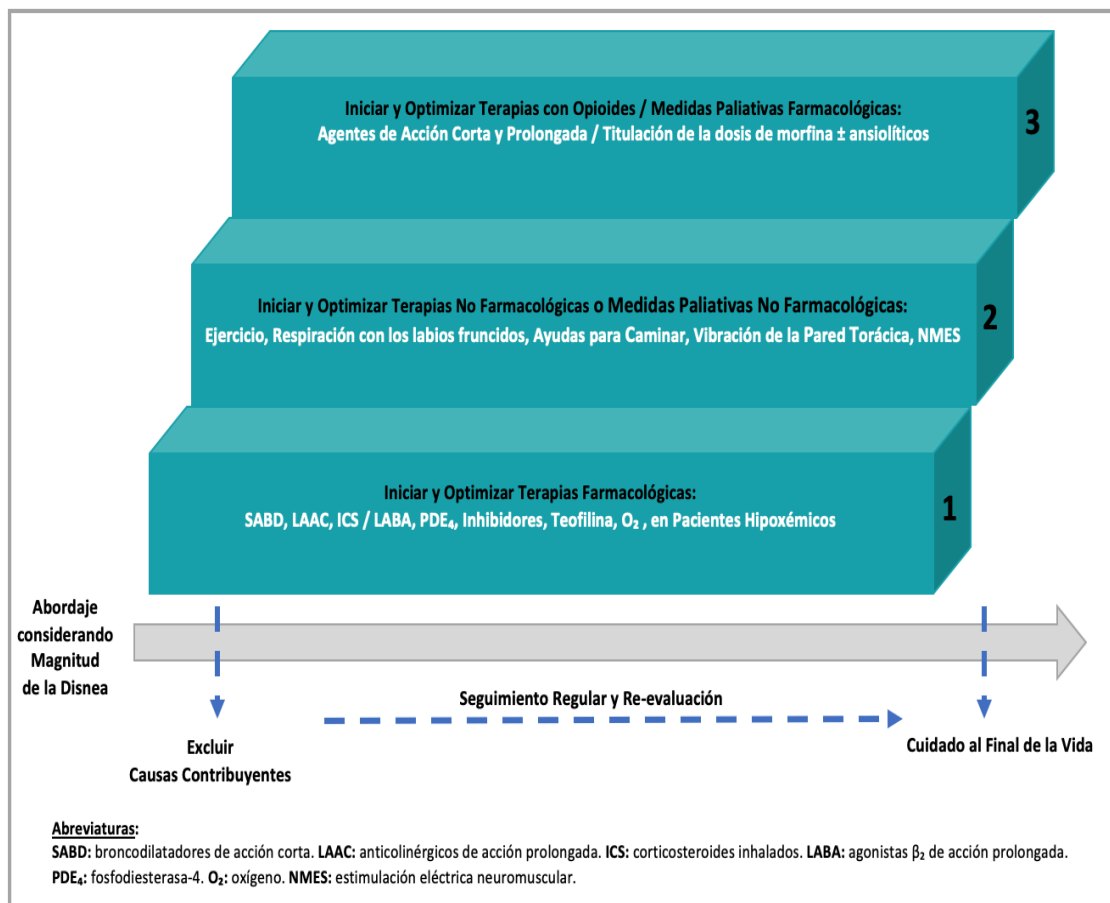 Iniciar y Optimizar Terapias con Opioides / Medidas Paliativas Farmacológicas:
Agentes de Acción Corta y Prolongada / Titulación de la dosis de morfina ± ansiolíticos
3
Iniciar y Optimizar Terapias No Farmacológicas o Medidas Paliativas No Farmacológicas:
Ejercicio, Respiración con los labios fruncidos, Ayudas para Caminar, Vibración de la Pared Torácica, NMES
2
Iniciar y Optimizar Terapias Farmacológicas:
SABD, LAAC, ICS / LABA, PDE₄, Inhibidores, Teofilina, O₂ , en Pacientes Hipoxémicos
1
Abordaje
considerando
Magnitud
de la Disnea
Seguimiento Regular y Re-evaluación
Excluir
Causas Contribuyentes
Cuidado al Final de la Vida
Abreviaturas:
SABD: broncodilatadores de acción corta. LAAC: anticolinérgicos de acción prolongada. ICS: corticosteroides inhalados. LABA: agonistas β₂ de acción prolongada.
PDE₄: fosfodiesterasa-4. O₂: oxígeno. NMES: estimulación eléctrica neuromuscular.